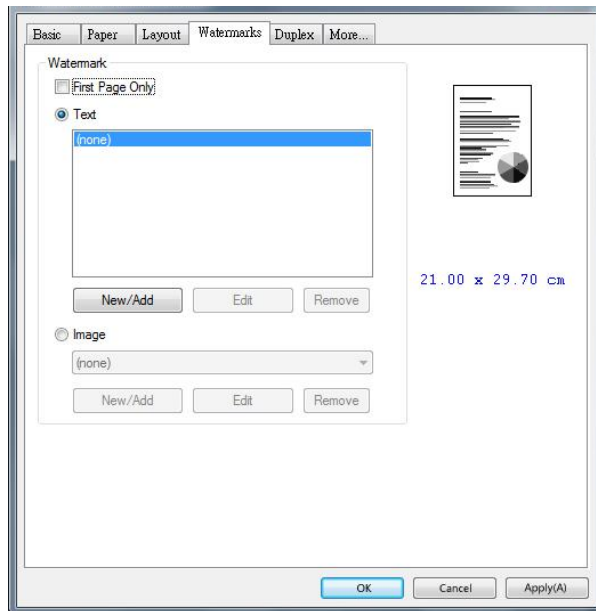 Basic Paper Layout Watermarks Duplex More...
Watermark
First Page Only
Text
(none)
21.00 x 29.70 cm
New/Add Edit Remove
Image
(none)
New/Add Edit Remove
OK Cancel Apply(A)